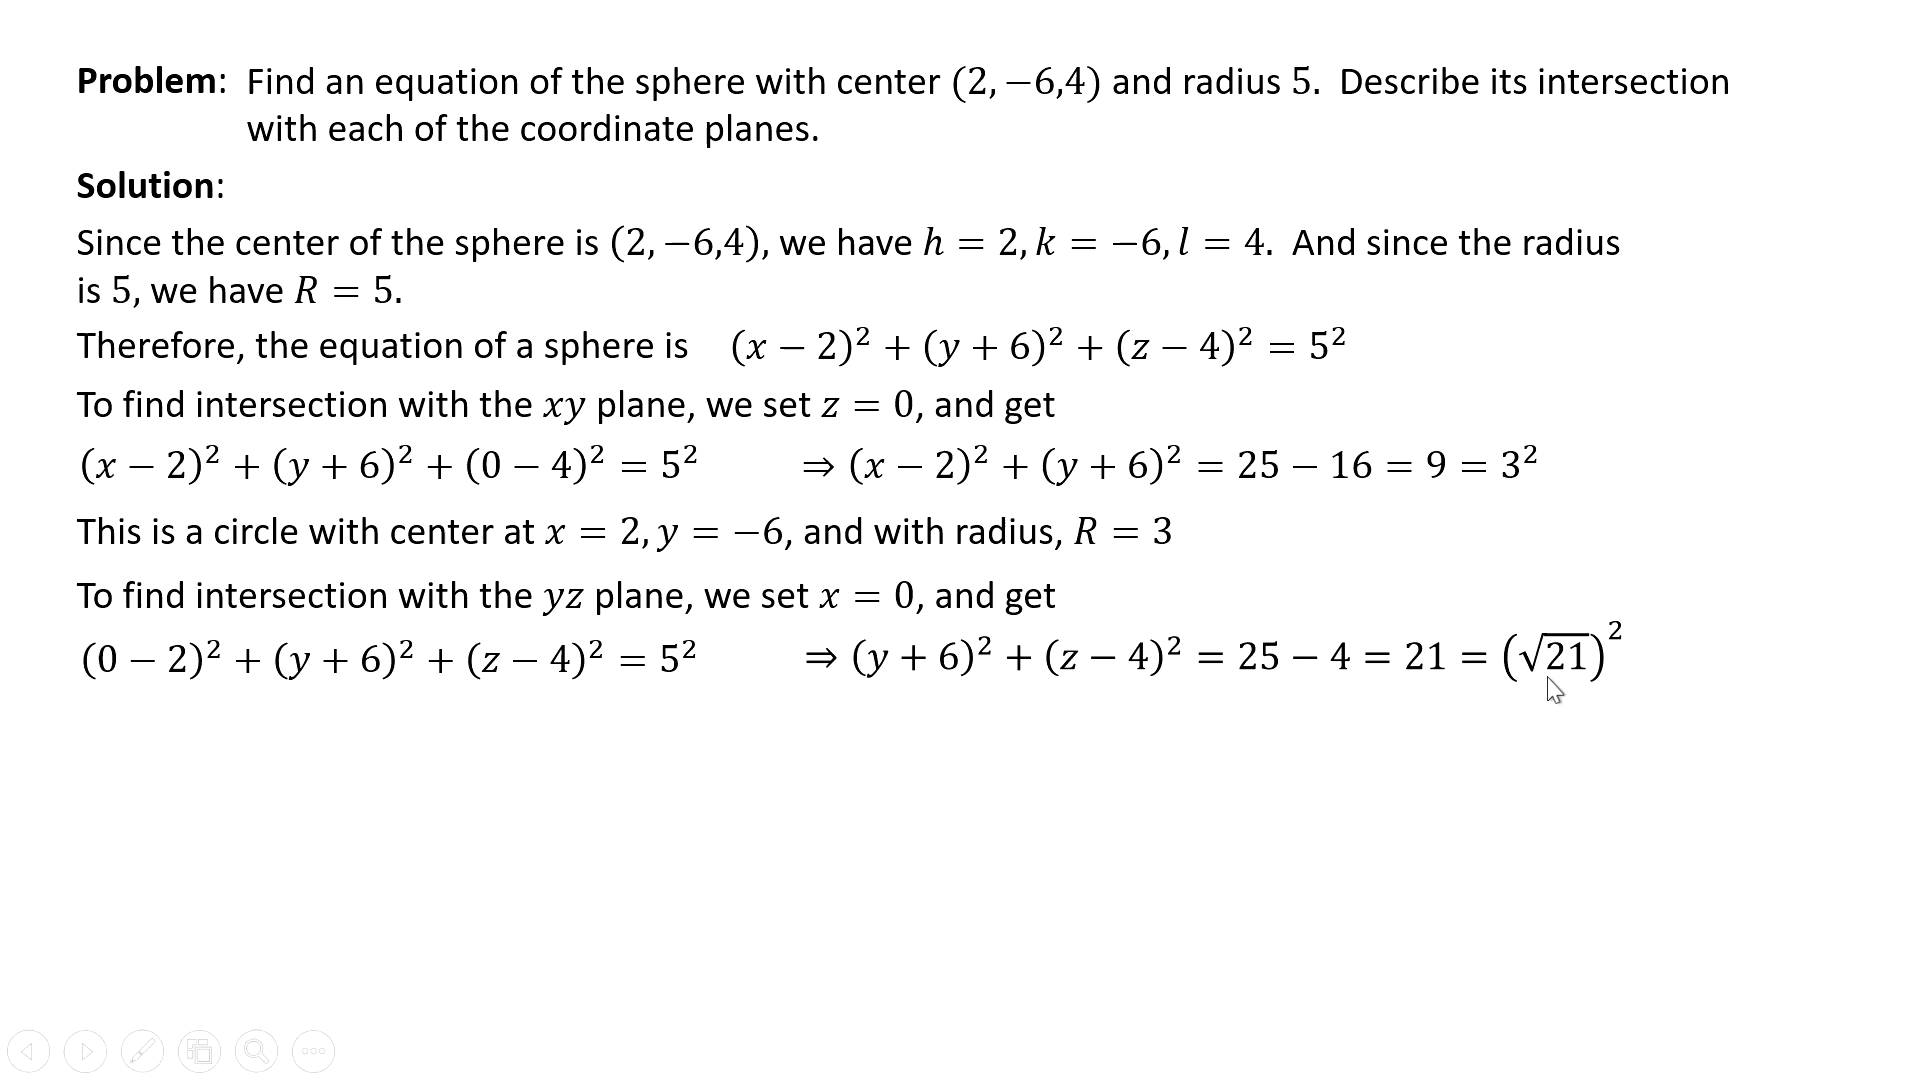 Problem: Find an equation of the sphere with center (2, −6,4) and radius 5. Describe its intersection
with each of the coordinate planes.
Solution:
Since the center of the sphere is (2, −6,4), we have h = 2, k = −6, l = 4. And since the radius
is 5, we have R = 5.
Therefore, the equation of a sphere is (x − 2)² + (y + 6)² + (z − 4)² = 5²
To find intersection with the xy plane, we set z = 0, and get
(x − 2)² + (y + 6)² + (0 − 4)² = 5² ⇒ (x − 2)² + (y + 6)² = 25 − 16 = 9 = 3²
This is a circle with center at x = 2, y = −6, and with radius, R = 3
To find intersection with the yz plane, we set x = 0, and get
(0 − 2)² + (y + 6)² + (z − 4)² = 5² ⇒ (y + 6)² + (z − 4)² = 25 − 4 = 21 = (√21)²